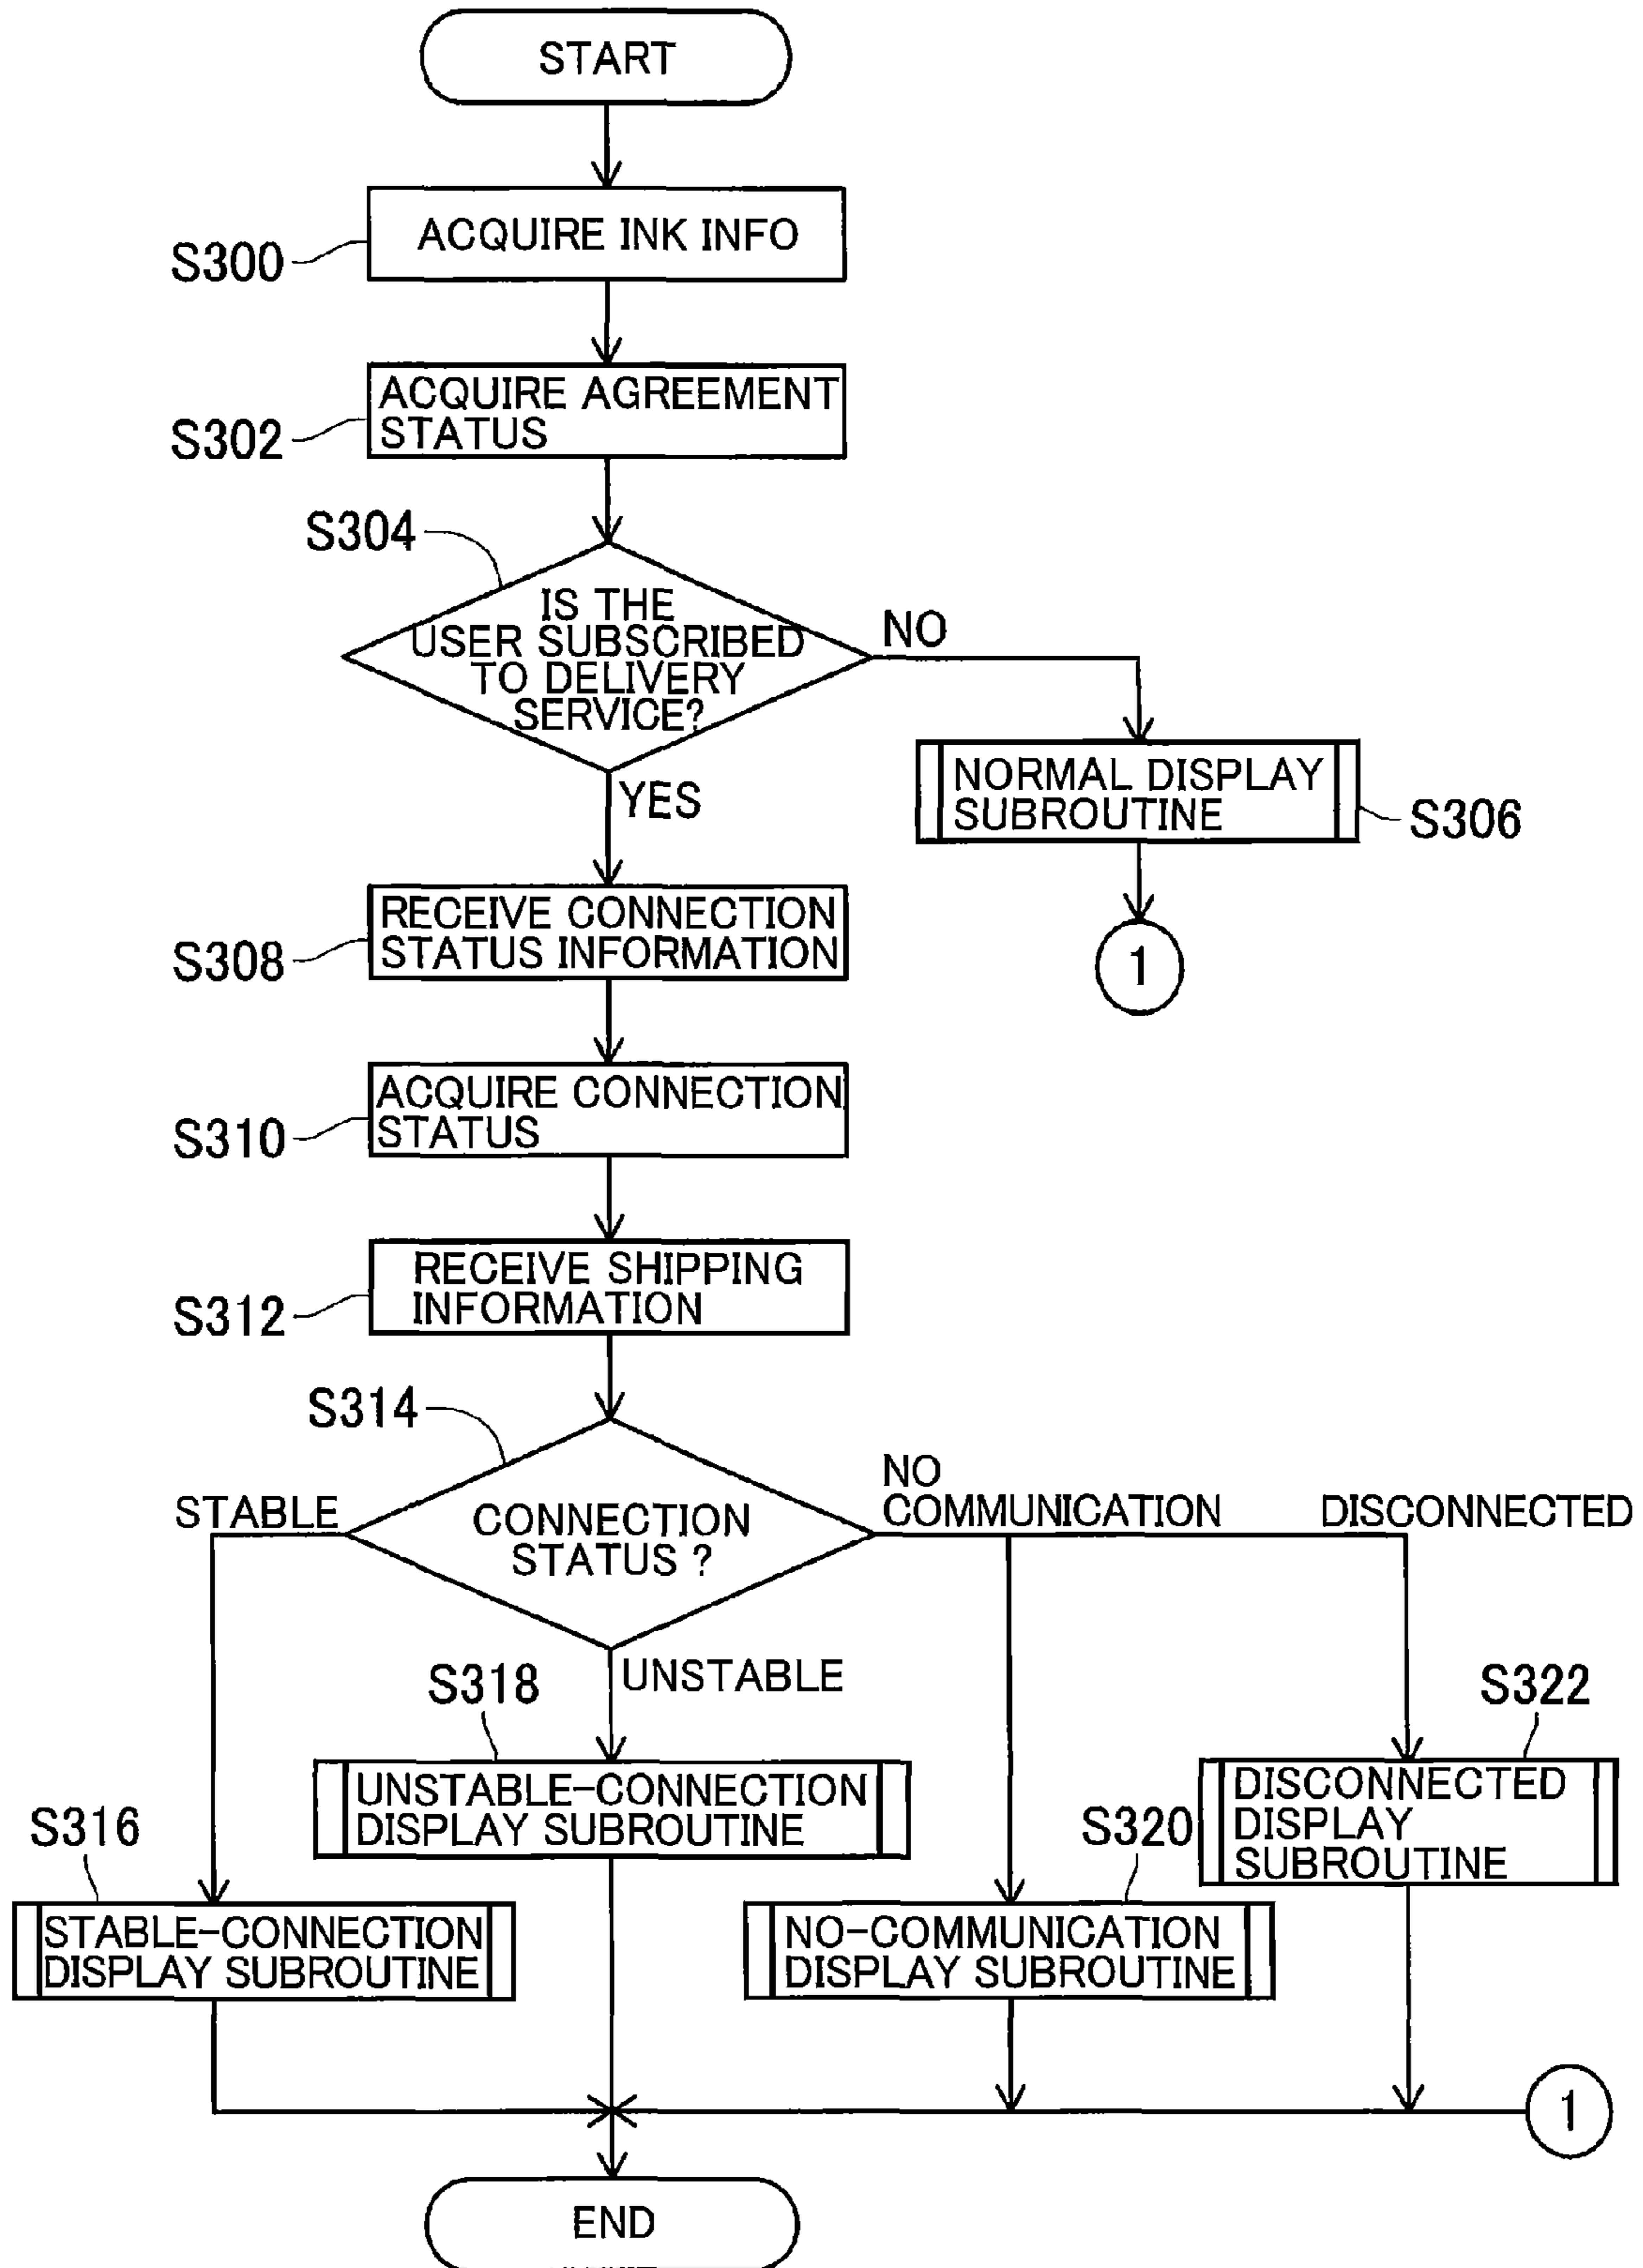 START
ACQUIRE INK INFO
S300
ACQUIRE AGREEMENT
STATUS
S302
S304
IS THE
USER SUBSCRIBED
TO DELIVERY
SERVICE?
NO
YES
NORMAL DISPLAY
SUBROUTINE
S306
1
RECEIVE CONNECTION
STATUS INFORMATION
S308
ACQUIRE CONNECTION
STATUS
S310
RECEIVE SHIPPING
INFORMATION
S312
S314
CONNECTION
STATUS ?
STABLE
NO
COMMUNICATION
DISCONNECTED
UNSTABLE
S318
UNSTABLE-CONNECTION
DISPLAY SUBROUTINE
S322
DISCONNECTED
DISPLAY
SUBROUTINE
S316
STABLE-CONNECTION
DISPLAY SUBROUTINE
S320
NO-COMMUNICATION
DISPLAY SUBROUTINE
1
END